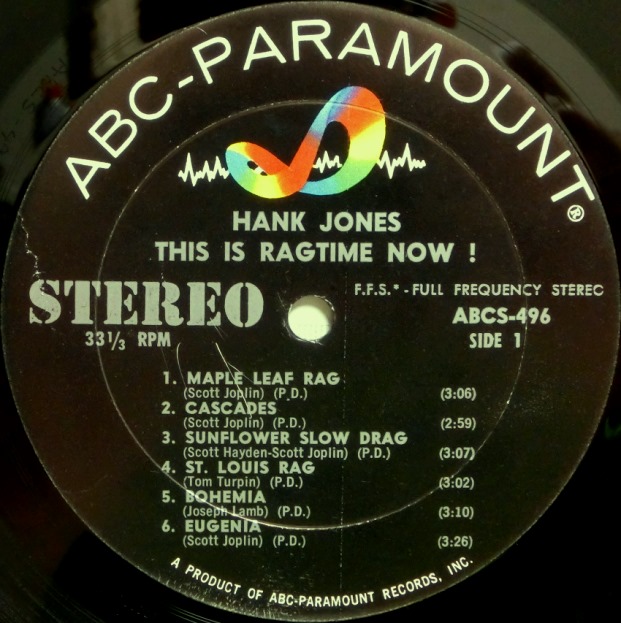 ABC-PARAMOUNT®
HANK JONES
THIS IS RAGTIME NOW !
STEREO
33 1/3 RPM
F.F.S.* - FULL FREQUENCY STEREO
ABCS-496
SIDE 1
1. MAPLE LEAF RAG
(Scott Joplin) (P.D.) (3:06)
2. CASCADES
(Scott Joplin) (P.D.) (2:59)
3. SUNFLOWER SLOW DRAG
(Scott Hayden-Scott Joplin) (P.D.) (3:07)
4. ST. LOUIS RAG
(Tom Turpin) (P.D.) (3:02)
5. BOHEMIA
(Joseph Lamb) (P.D.) (3:10)
6. EUGENIA
(Scott Joplin) (P.D.) (3:26)
A PRODUCT OF ABC-PARAMOUNT RECORDS, INC.